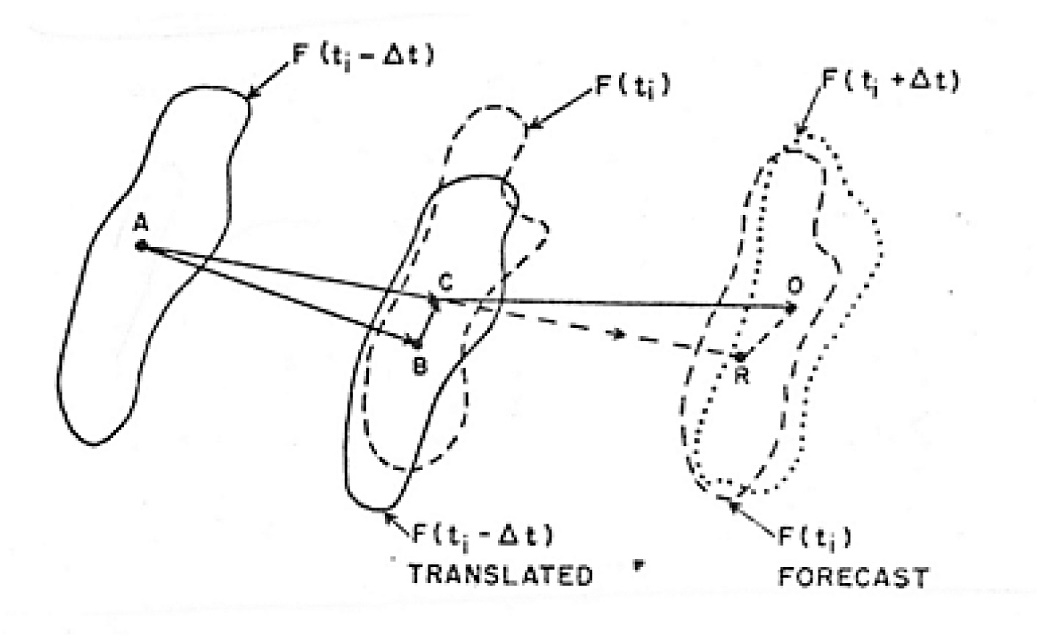 F (tᵢ - Δt)
F(tᵢ)
F(tᵢ + Δt)
A
C
O
B
R
F(tᵢ - Δt)
TRANSLATED
F(tᵢ)
FORECAST